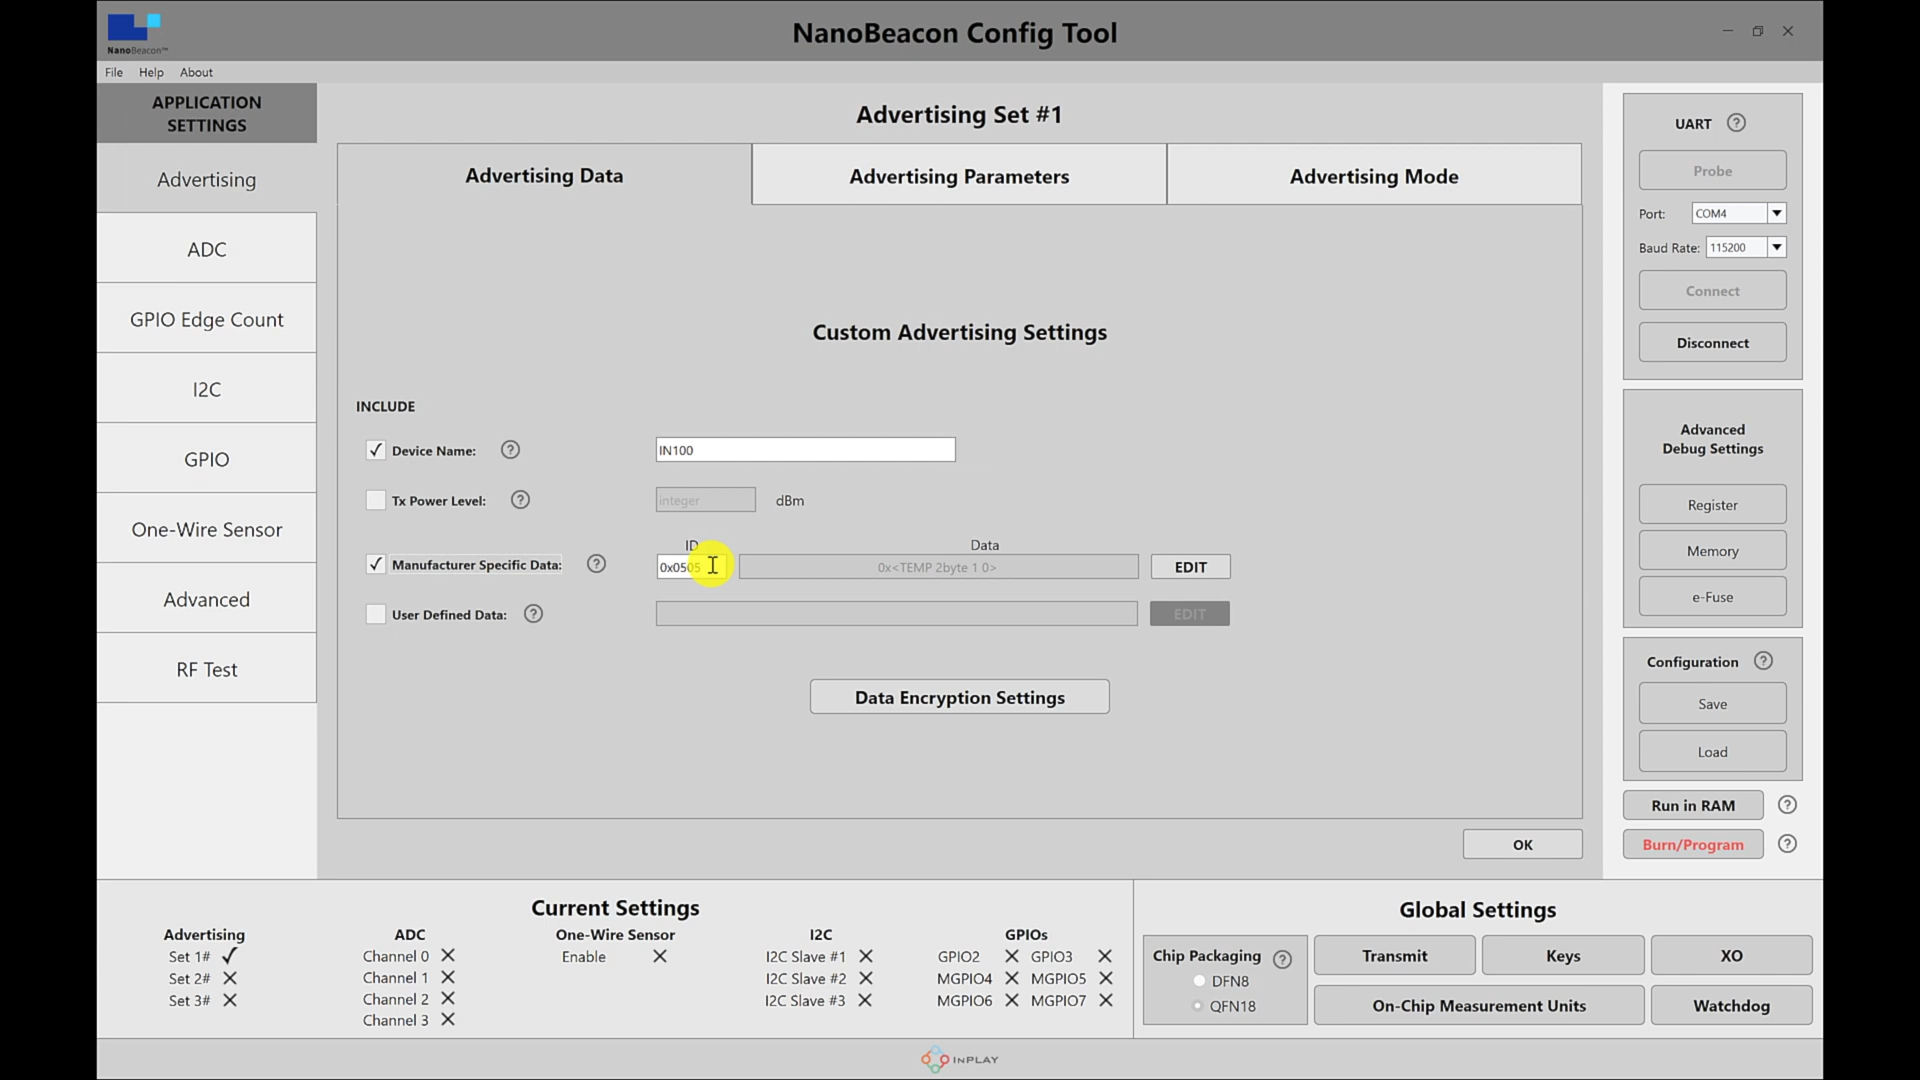 NanoBeacon™
NanoBeacon Config Tool
File Help About
APPLICATION
SETTINGS
Advertising
ADC
GPIO Edge Count
I2C
GPIO
One-Wire Sensor
Advanced
RF Test
Advertising Set #1
Advertising Data
Advertising Parameters
Advertising Mode
Custom Advertising Settings
INCLUDE
Device Name: ? IN100
Tx Power Level: ? integer dBm
ID Data
Manufacturer Specific Data: ? 0x0505 0x<TEMP 2byte 1 0> EDIT
User Defined Data: ? EDIT
Data Encryption Settings
OK
UART ?
Probe
Port: COM4
Baud Rate: 115200
Connect
Disconnect
Advanced
Debug Settings
Register
Memory
e-Fuse
Configuration ?
Save
Load
Run in RAM ?
Burn/Program ?
Current Settings
Advertising
Set 1#
Set 2#
Set 3#
ADC
Channel 0
Channel 1
Channel 2
Channel 3
One-Wire Sensor
Enable
I2C
I2C Slave #1
I2C Slave #2
I2C Slave #3
GPIOs
GPIO2 GPIO3
MGPIO4 MGPIO5
MGPIO6 MGPIO7
Global Settings
Chip Packaging ?
DFN8
QFN18
Transmit
Keys
XO
On-Chip Measurement Units
Watchdog
INPLAY